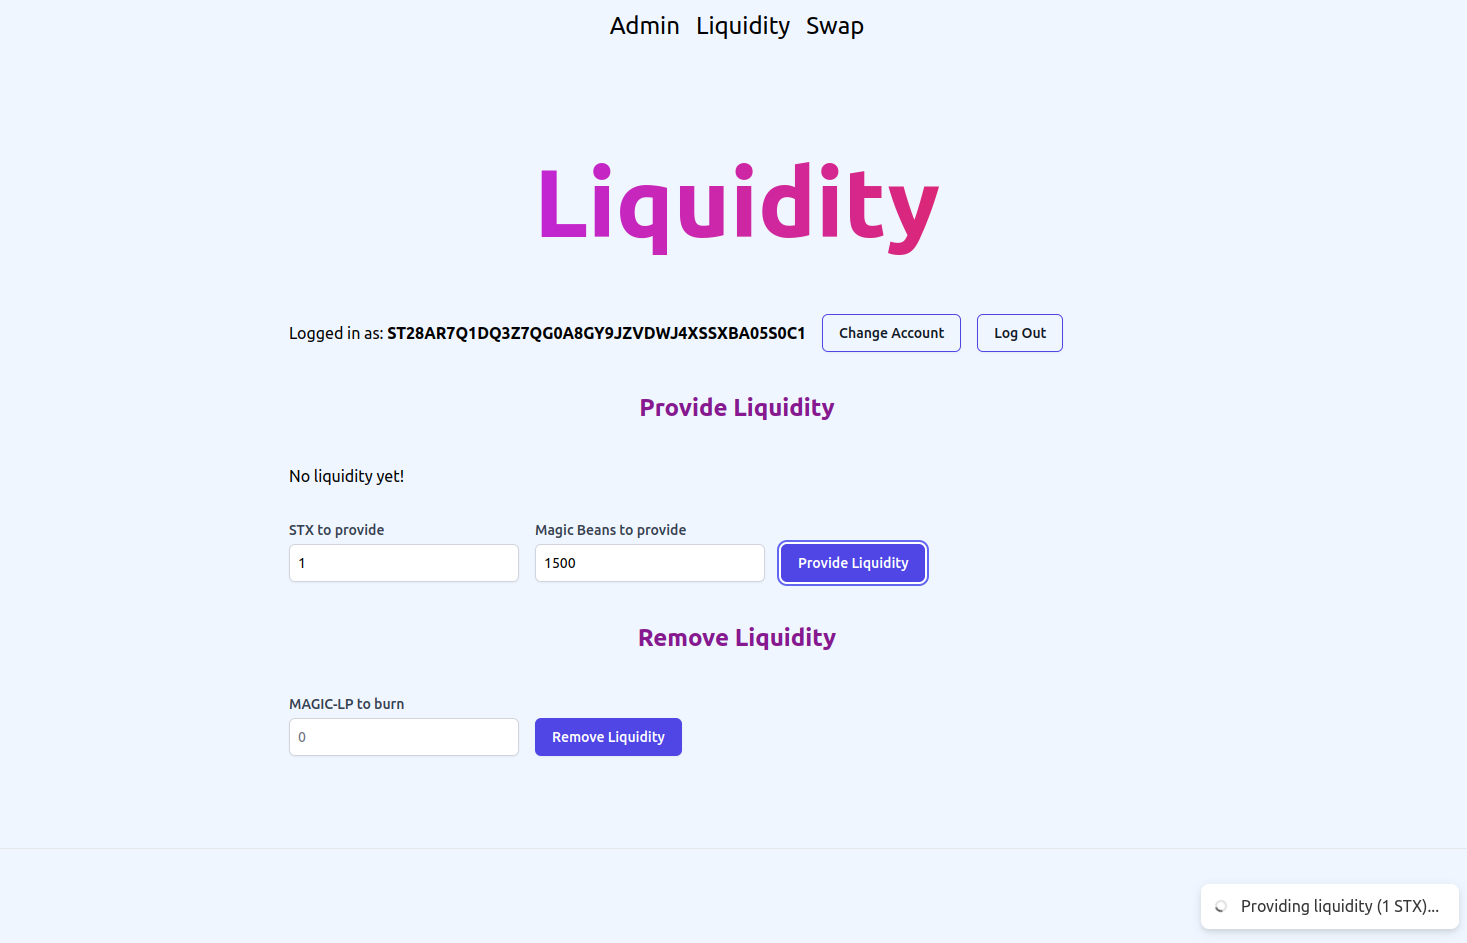 Admin Liquidity Swap
Liquidity
Logged in as: ST28AR7Q1DQ3Z7QG0A8GY9JZVDWJ4XSSXBA05S0C1 Change Account Log Out
Provide Liquidity
No liquidity yet!
STX to provide Magic Beans to provide
1 1500 Provide Liquidity
Remove Liquidity
MAGIC-LP to burn
0 Remove Liquidity
Providing liquidity (1 STX)...